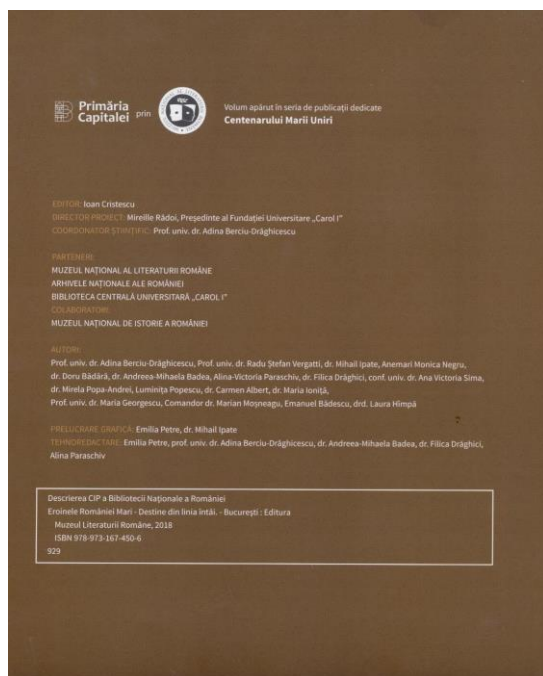 Primăria
Capitalei prin
Volum apărut în seria de publicații dedicate
Centenarului Marii Uniri
EDITOR: Ioan Cristescu
DIRECTOR PROIECT: Mireille Rădoi, Președinte al Fundației Universitare „Carol I”
COORDONATOR ȘTIINȚIFIC: Prof. univ. dr. Adina Berciu-Drăghicescu
PARTENERI:
MUZEUL NAȚIONAL AL LITERATURII ROMÂNE
ARHIVELE NAȚIONALE ALE ROMÂNIEI
BIBLIOTECA CENTRALĂ UNIVERSITARĂ „CAROL I”
COLABORATORI:
MUZEUL NAȚIONAL DE ISTORIE A ROMÂNIEI
AUTORI:
Prof. univ. dr. Adina Berciu-Drăghicescu, Prof. univ. dr. Radu Ștefan Vergatti, dr. Mihail Ipate, Anemari Monica Negru,
dr. Doru Bădără, dr. Andreea-Mihaela Badea, Alina-Victoria Paraschiv, dr. Filica Drăghici, conf. univ. dr. Ana Victoria Sima,
dr. Mirela Popa-Andrei, Luminița Popescu, dr. Carmen Albert, dr. Maria Ioniță,
Prof. univ. dr. Maria Georgescu, Comandor dr. Marian Moșneagu, Emanuel Bădescu, drd. Laura Hîmpă
PRELUCRARE GRAFICĂ: Emilia Petre, dr. Mihail Ipate
TEHNOREDACTARE: Emilia Petre, prof. univ. dr. Adina Berciu-Drăghicescu, dr. Andreea-Mihaela Badea, dr. Filica Drăghici,
Alina Paraschiv
Descrierea CIP a Bibliotecii Naționale a României
Eroinele României Mari - Destine din linia întâi. - București : Editura
Muzeul Literaturii Române, 2018
ISBN 978-973-167-450-6
929